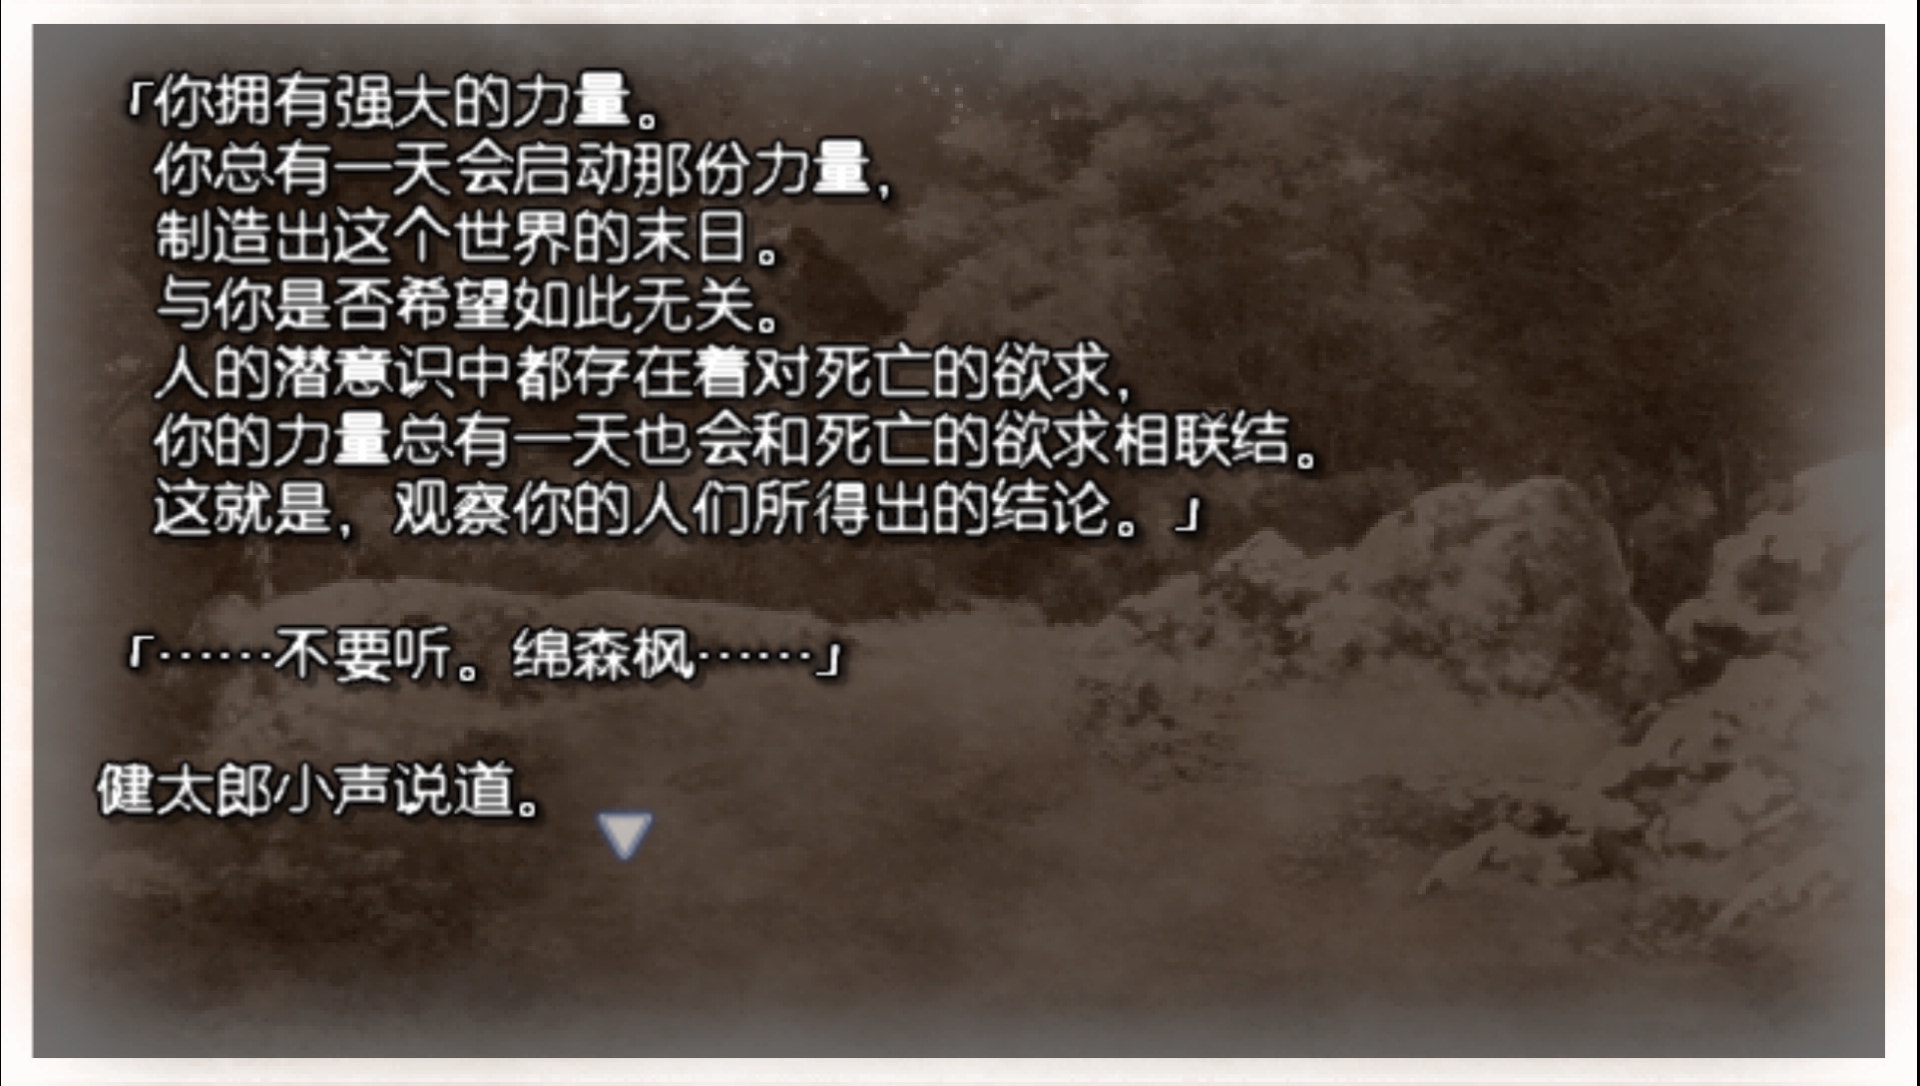 「你拥有强大的力量。
你总有一天会启动那份力量，
制造出这个世界的末日。
与你是否希望如此无关。
人的潜意识中都存在着对死亡的欲求，
你的力量总有一天也会和死亡的欲求相联结。
这就是，观察你的人们所得出的结论。」
「……不要听。绵森枫……」
健太郎小声说道。